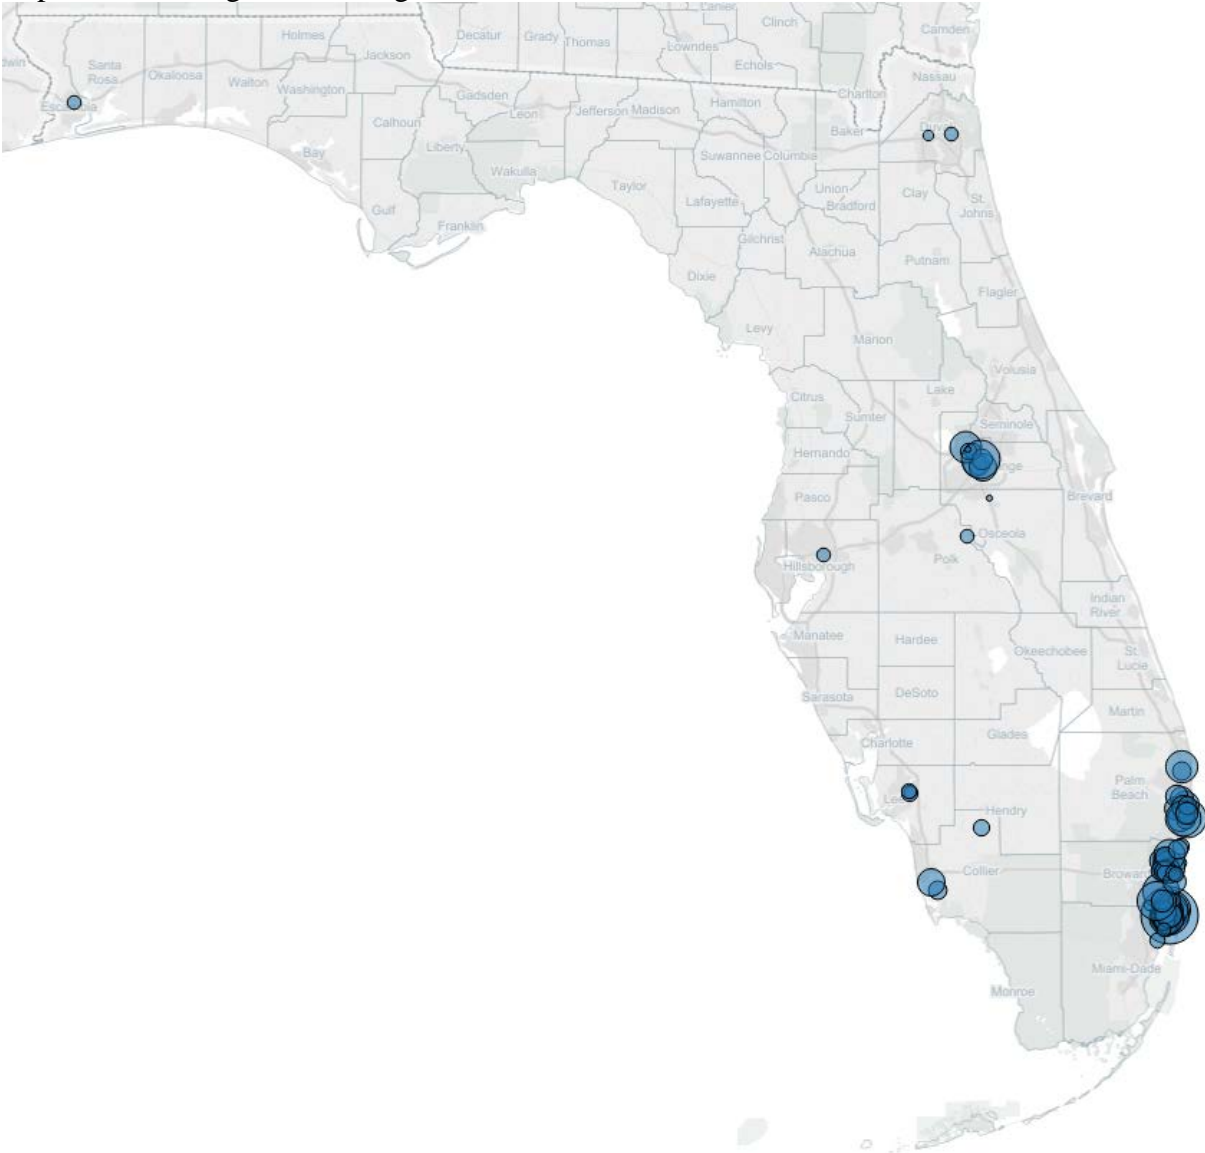 Lanier
Clinch
Camden
Holmes
Decatur
Grady
Thomas
Lowndes
Jackson
Echols
Nassau
Santa
Rosa
Okaloosa
Walton
Washington
Gadsden
Charlton
Leon
Jefferson
Madison
Hamilton
Calhoun
Baker
Liberty
Bay
Suwannee
Columbia
Wakulla
Taylor
Union
Bradford
Clay
St.
Johns
Lafayette
Gulf
Franklin
Gilchrist
Alachua
Putnam
Dixie
Flagler
Levy
Marion
Volusia
Lake
Citrus
Sumter
Seminole
Hernando
Pasco
Brevard
Osceola
Polk
Hillsborough
Indian
River
Manatee
Hardee
Okeechobee
St.
Lucie
Sarasota
DeSoto
Martin
Charlotte
Glades
Palm
Beach
Hendry
Collier
Miami-Dade
Monroe